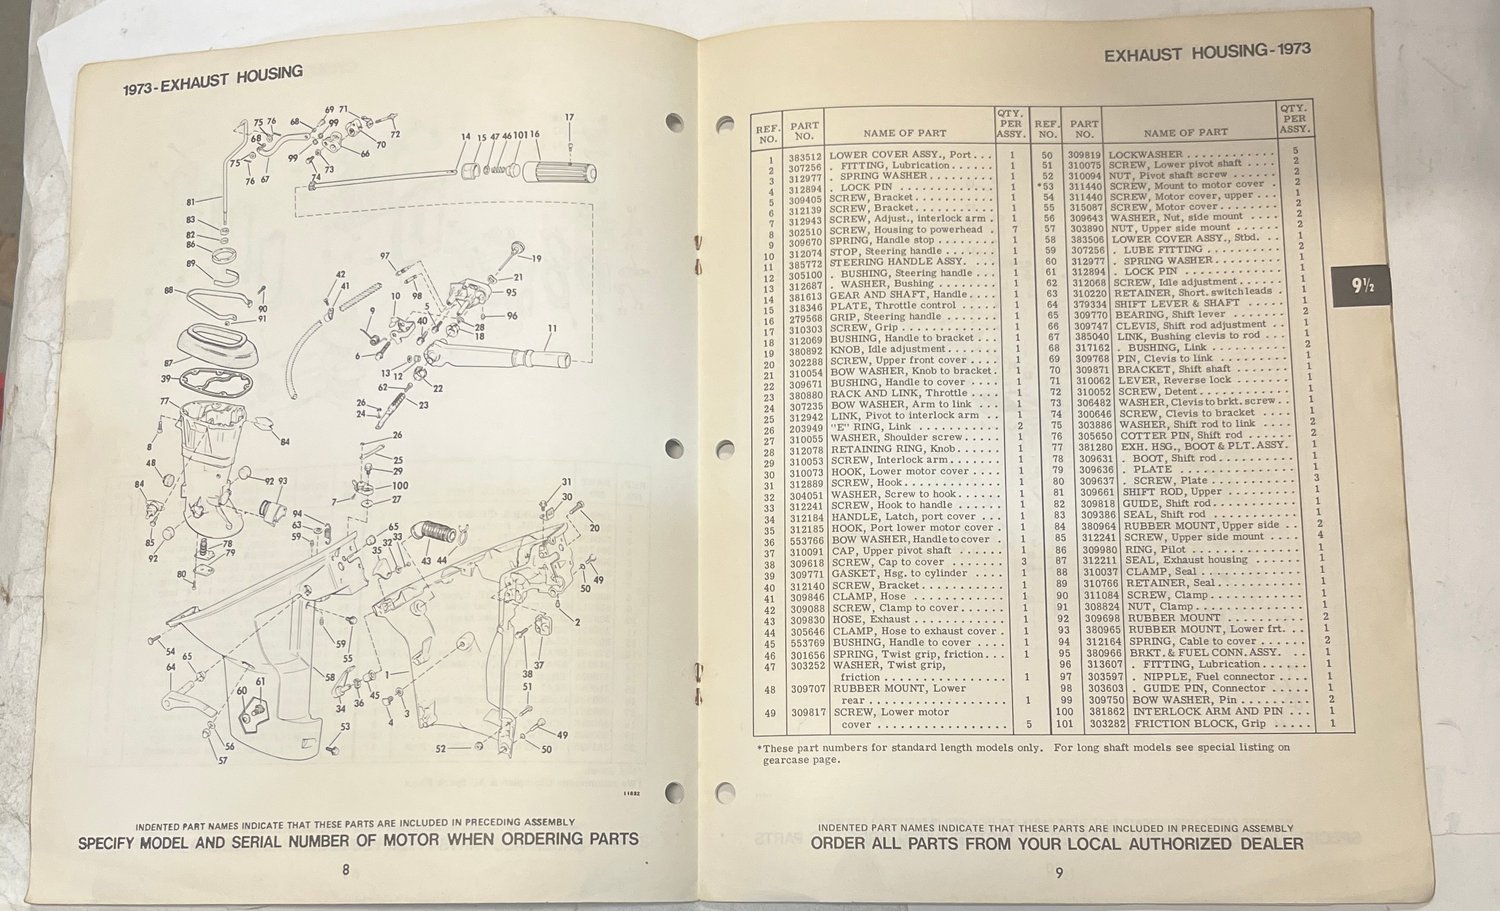 1973-EXHAUST HOUSING
11832
INDENTED PART NAMES INDICATE THAT THESE PARTS ARE INCLUDED IN PRECEDING ASSEMBLY
SPECIFY MODEL AND SERIAL NUMBER OF MOTOR WHEN ORDERING PARTS
8
EXHAUST HOUSING-1973
REF. NO. PART NO. NAME OF PART QTY. PER ASSY. REF. NO. PART NO. NAME OF PART QTY. PER ASSY.
1 383512 LOWER COVER ASSY., Port... 1
2 307256 . FITTING, Lubrication...... 1
3 312977 . SPRING WASHER......... 1
4 312894 . LOCK PIN ............ 1
5 309405 SCREW, Bracket.......... 1
6 312139 SCREW, Bracket.......... 1
7 312943 SCREW, Adjust., interlock arm . 1
8 302510 SCREW, Housing to powerhead . 7
9 309670 SPRING, Handle stop ........ 1
10 312074 STOP, Steering handle ....... 1
11 385772 STEERING HANDLE ASSY. ... 1
12 305100 . BUSHING, Steering handle ... 1
13 312687 . WASHER, Bushing ........ 1
14 381613 GEAR AND SHAFT, Handle.... 1
15 318346 PLATE, Throttle control ..... 1
16 279568 GRIP, Steering handle ...... 1
17 310303 SCREW, Grip............ 1
18 312069 BUSHING, Handle to bracket... 1
19 380892 KNOB, Idle adjustment....... 1
20 302288 SCREW, Upper front cover .... 1
21 310054 BOW WASHER, Knob to bracket. 1
22 309671 BUSHING, Handle to cover .... 1
23 380880 RACK AND LINK, Throttle .... 1
24 307235 BOW WASHER, Arm to link ... 1
25 312942 LINK, Pivot to interlock arm .. 1
26 203949 "E" RING, Link .......... 2
27 310055 WASHER, Shoulder screw..... 1
28 312078 RETAINING RING, Knob...... 1
29 310053 SCREW, Interlock arm....... 1
30 310073 HOOK, Lower motor cover .... 1
31 312889 SCREW, Hook........... 1
32 304051 WASHER, Screw to hook...... 1
33 312241 SCREW, Hook to handle ...... 1
34 312184 HANDLE, Latch, port cover ... 1
35 312185 HOOK, Port lower motor cover . 1
36 553766 BOW WASHER, Handle to cover . 1
37 310091 CAP, Upper pivot shaft ...... 1
38 309618 SCREW, Cap to cover ....... 3
39 309771 GASKET, Hsg. to cylinder .... 1
40 312140 SCREW, Bracket.......... 1
41 309846 CLAMP, Hose ........... 1
42 309088 SCREW, Clamp to cover...... 1
43 309830 HOSE, Exhaust .......... 1
44 305646 CLAMP, Hose to exhaust cover . 1
45 553769 BUSHING, Handle to cover .... 1
46 301656 SPRING, Twist grip, friction... 1
47 303252 WASHER, Twist grip,
friction .............. 1
48 309707 RUBBER MOUNT, Lower
rear ................ 1
49 309817 SCREW, Lower motor
cover ................ 5
50 309819 LOCKWASHER ............ 5
51 310075 SCREW, Lower pivot shaft .... 2
52 310094 NUT, Pivot shaft screw ...... 2
*53 311440 SCREW, Mount to motor cover . 2
54 311440 SCREW, Motor cover, upper ... 1
55 315087 SCREW, Motor cover........ 2
56 309643 WASHER, Nut, side mount .... 2
57 303890 NUT, Upper side mount ...... 2
58 383506 LOWER COVER ASSY., Stbd. . 1
59 307256 . LUBE FITTING ......... 2
60 312977 . SPRING WASHER......... 1
61 312894 . LOCK PIN ............ 1
62 312068 SCREW, Idle adjustment...... 1
63 310220 RETAINER, Short. switch leads . 1
64 379334 SHIFT LEVER & SHAFT ..... 1
65 309770 BEARING, Shift lever ....... 2
66 309747 CLEVIS, Shift rod adjustment .. 1
67 385040 LINK, Bushing clevis to rod ... 1
68 317162 . BUSHING, Link ......... 2
69 309768 PIN, Clevis to link ......... 1
70 309871 BRACKET, Shift shaft ....... 1
71 310062 LEVER, Reverse lock ....... 1
72 310052 SCREW, Detent.......... 1
73 306482 WASHER, Clevis to brkt. screw . . 1
74 300646 SCREW, Clevis to bracket .... 1
75 303886 WASHER, Shift rod to link .... 2
76 305650 COTTER PIN, Shift rod ...... 2
77 381280 EXH. HSG., BOOT & PLT. ASSY. 1
78 309631 . BOOT, Shift rod......... 1
79 309636 . PLATE .............. 1
80 309637 . SCREW, Plate .......... 3
81 309661 SHIFT ROD, Upper ........ 1
82 309818 GUIDE, Shift rod.......... 1
83 309386 SEAL, Shift rod .......... 1
84 380964 RUBBER MOUNT, Upper side .. 2
85 312241 SCREW, Upper side mount .... 4
86 309980 RING, Pilot ............ 1
87 312211 SEAL, Exhaust housing ...... 1
88 310037 CLAMP, Seal ........... 1
89 310766 RETAINER, Seal.......... 1
90 311084 SCREW, Clamp.......... 1
91 308824 NUT, Clamp............ 1
92 309698 RUBBER MOUNT ......... 2
93 380965 RUBBER MOUNT, Lower frt. ... 1
94 312164 SPRING, Cable to cover ...... 2
95 380966 BRKT. & FUEL CONN. ASSY. .. 1
96 313607 . FITTING, Lubrication...... 1
97 303597 . NIPPLE, Fuel connector .... 1
98 303603 . GUIDE PIN, Connector .... 1
99 309750 BOW WASHER, Pin ........ 2
100 381862 INTERLOCK ARM AND PIN ... 1
101 303282 FRICTION BLOCK, Grip ..... 1
*These part numbers for standard length models only. For long shaft models see special listing on
gearcase page.
9½
INDENTED PART NAMES INDICATE THAT THESE PARTS ARE INCLUDED IN PRECEDING ASSEMBLY
ORDER ALL PARTS FROM YOUR LOCAL AUTHORIZED DEALER
9